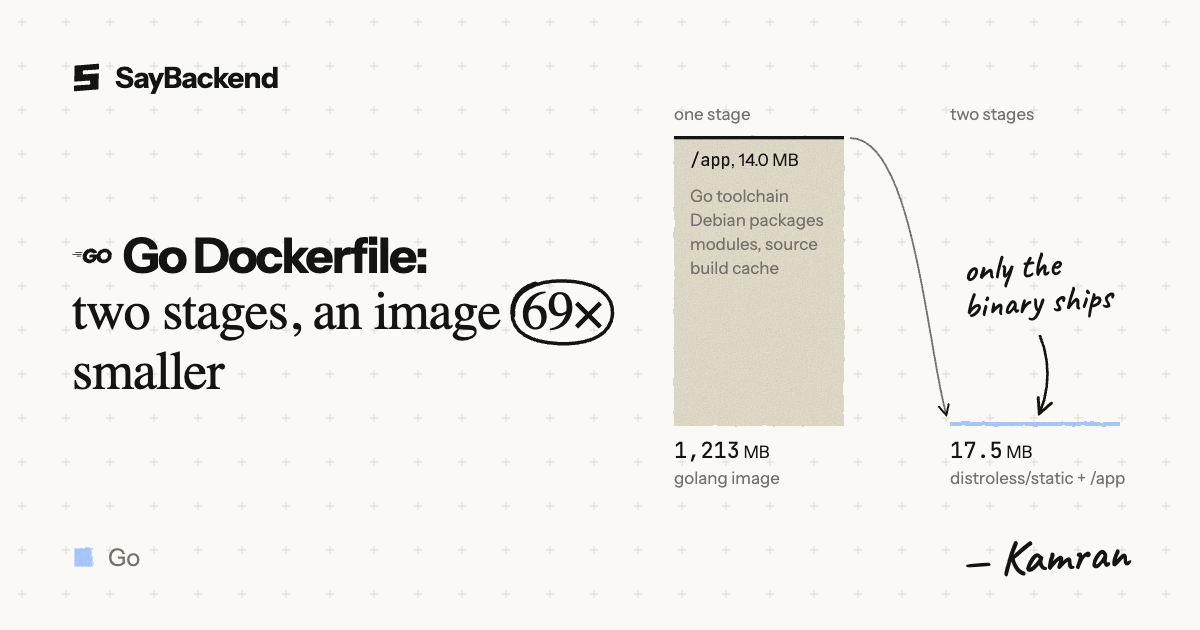 SayBackend
GO Go Dockerfile:
two stages, an image 69×
smaller
one stage
/app, 14.0 MB
Go toolchain
Debian packages
modules, source
build cache
1,213 MB
golang image
two stages
only the
binary ships
17.5 MB
distroless/static + /app
Go
— Kamran